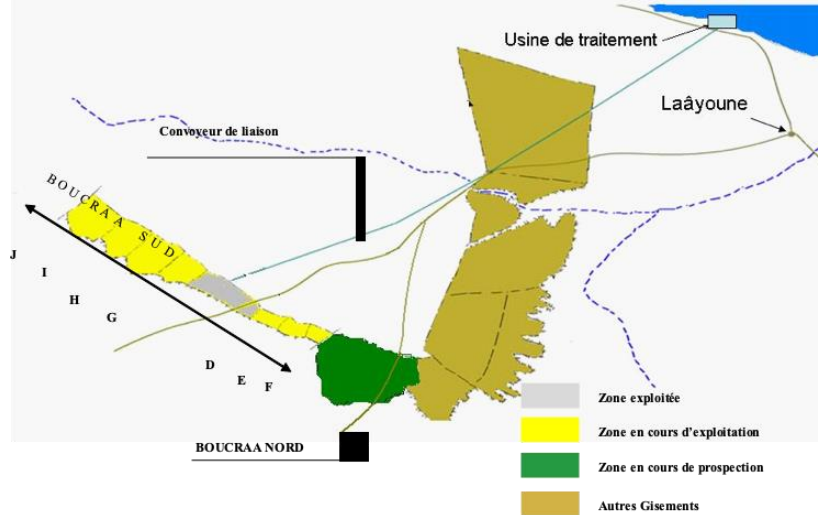 Usine de traitement
Laâyoune
Convoyeur de liaison
BOUCRAA SUD
J
I
H
G
D
E
F
BOUCRAA NORD
Zone exploitée
Zone en cours d'exploitation
Zone en cours de prospection
Autres Gisements